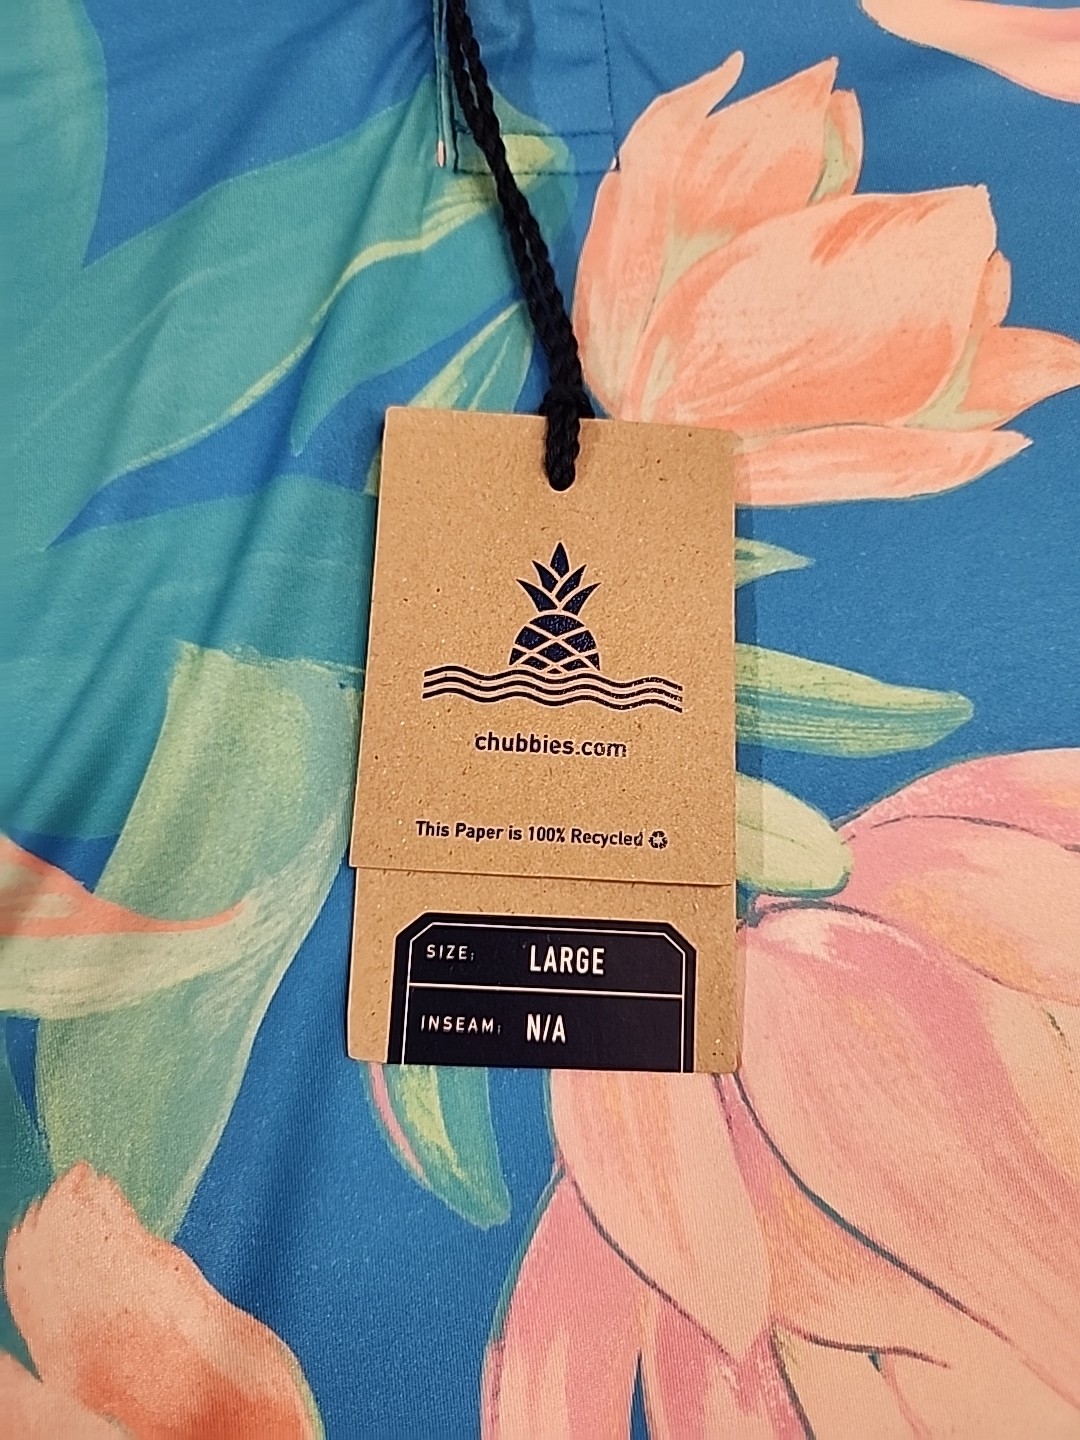 chubbies.com
This Paper is 100% Recycled
SIZE: LARGE
INSEAM: N/A